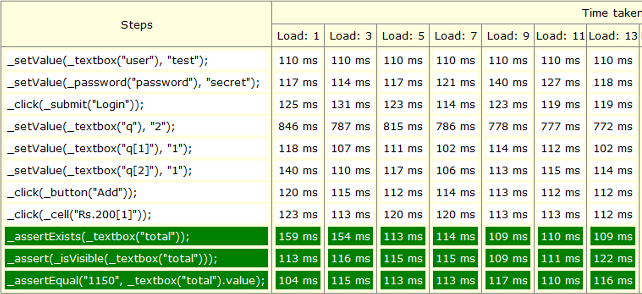 Steps Time taken
Load: 1 Load: 3 Load: 5 Load: 7 Load: 9 Load: 11 Load: 13
_setValue(_textbox("user"), "test"); 110 ms 110 ms 110 ms 110 ms 110 ms 110 ms 110 ms
_setValue(_password("password"), "secret"); 117 ms 114 ms 117 ms 121 ms 140 ms 127 ms 118 ms
_click(_submit("Login")); 125 ms 131 ms 123 ms 114 ms 123 ms 119 ms 119 ms
_setValue(_textbox("q"), "2"); 846 ms 787 ms 815 ms 786 ms 778 ms 777 ms 772 ms
_setValue(_textbox("q[1]"), "1"); 118 ms 107 ms 111 ms 102 ms 114 ms 112 ms 102 ms
_setValue(_textbox("q[2]"), "1"); 140 ms 110 ms 117 ms 106 ms 113 ms 115 ms 114 ms
_click(_button("Add")); 120 ms 115 ms 112 ms 114 ms 113 ms 112 ms 112 ms
_click(_cell("Rs.200[1]")); 123 ms 113 ms 120 ms 120 ms 113 ms 113 ms 112 ms
_assertExists(_textbox("total")); 159 ms 154 ms 113 ms 114 ms 109 ms 110 ms 109 ms
_assert(_isVisible(_textbox("total"))); 113 ms 116 ms 115 ms 115 ms 109 ms 111 ms 122 ms
_assertEqual("1150", _textbox("total").value); 104 ms 115 ms 113 ms 113 ms 117 ms 110 ms 116 ms